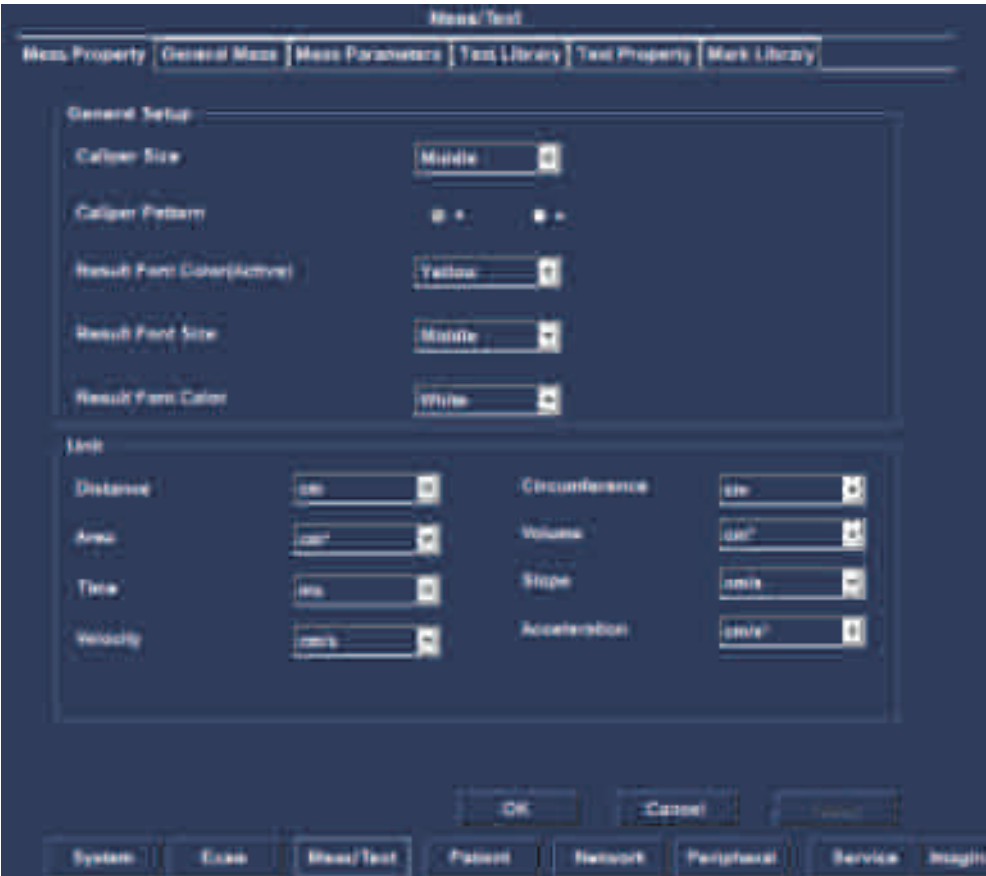 Meas/Text
Meas Property General Meas Meas Parameters Text Library Text Property Mark Library
General Setup
Caliper Size Middle
Caliper Pattern
Result Font Color(Active) Yellow
Result Font Size Middle
Result Font Color White
Unit
Distance cm Circumference cm
Area cm² Volume cm³
Time ms Slope cm/s
Velocity cm/s Acceleration cm/s²
OK Cancel
System Exam Meas/Text Patient Network Peripheral Service Imagin